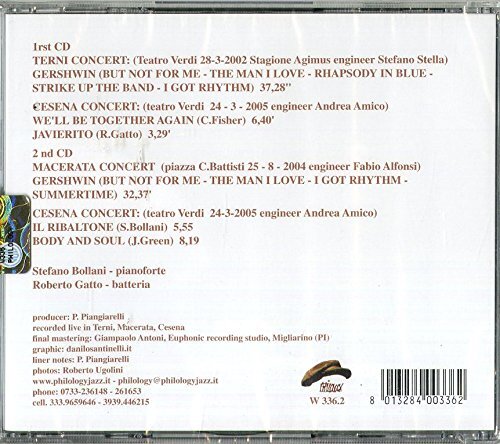 1rst CD
TERNI CONCERT: (Teatro Verdi 28-3-2002 Stagione Agimus engineer Stefano Stella)
GERSHWIN (BUT NOT FOR ME - THE MAN I LOVE - RHAPSODY IN BLUE -
STRIKE UP THE BAND - I GOT RHYTHM) 37,28"
CESENA CONCERT: (teatro Verdi 24 - 3 - 2005 engineer Andrea Amico)
WE'LL BE TOGETHER AGAIN (C.Fisher) 6,40'
JAVIERITO (R.Gatto) 3,29'
2 nd CD
MACERATA CONCERT (piazza C.Battisti 25 - 8 - 2004 engineer Fabio Alfonsi)
GERSHWIN (BUT NOT FOR ME - THE MAN I LOVE - I GOT RHYTHM -
SUMMERTIME) 32,37'
CESENA CONCERT: (teatro Verdi 24-3-2005 engineer Andrea Amico)
IL RIBALTONE (S.Bollani) 5,55
BODY AND SOUL (J.Green) 8,19
Stefano Bollani - pianoforte
Roberto Gatto - batteria
producer: P. Piangiarelli
recorded live in Terni, Macerata, Cesena
final mastering: Giampaolo Antoni, Euphonic recording studio, Migliarino (PI)
graphic: danilosantinelli.it
liner notes: P. Piangiarelli
photos: Roberto Ugolini
www.philologyjazz.it - philology@philologyjazz.it
phone: 0733-236148 - 261653
cell. 333.9659646 - 3939.446215
W 336.2
8 013284 003362